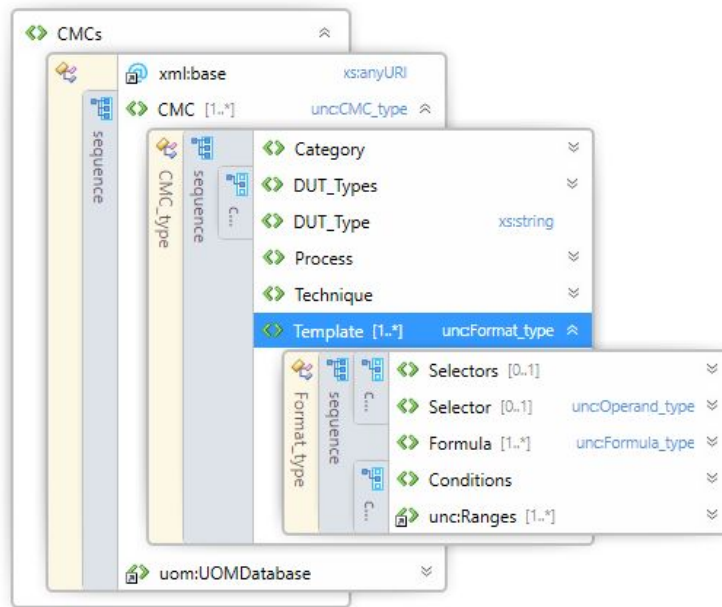 CMCs
xml:base xs:anyURI
CMC [1..*] unc:CMC_type
sequence
Category
CMC_type
sequence
c...
DUT_Types
DUT_Type xs:string
Process
Technique
Template [1..*] unc:Format_type
Format_type
sequence
c...
Selectors [0..1]
Selector [0..1] unc:Operand_type
Formula [1..*] unc:Formula_type
c...
Conditions
unc:Ranges [1..*]
uom:UOMDatabase